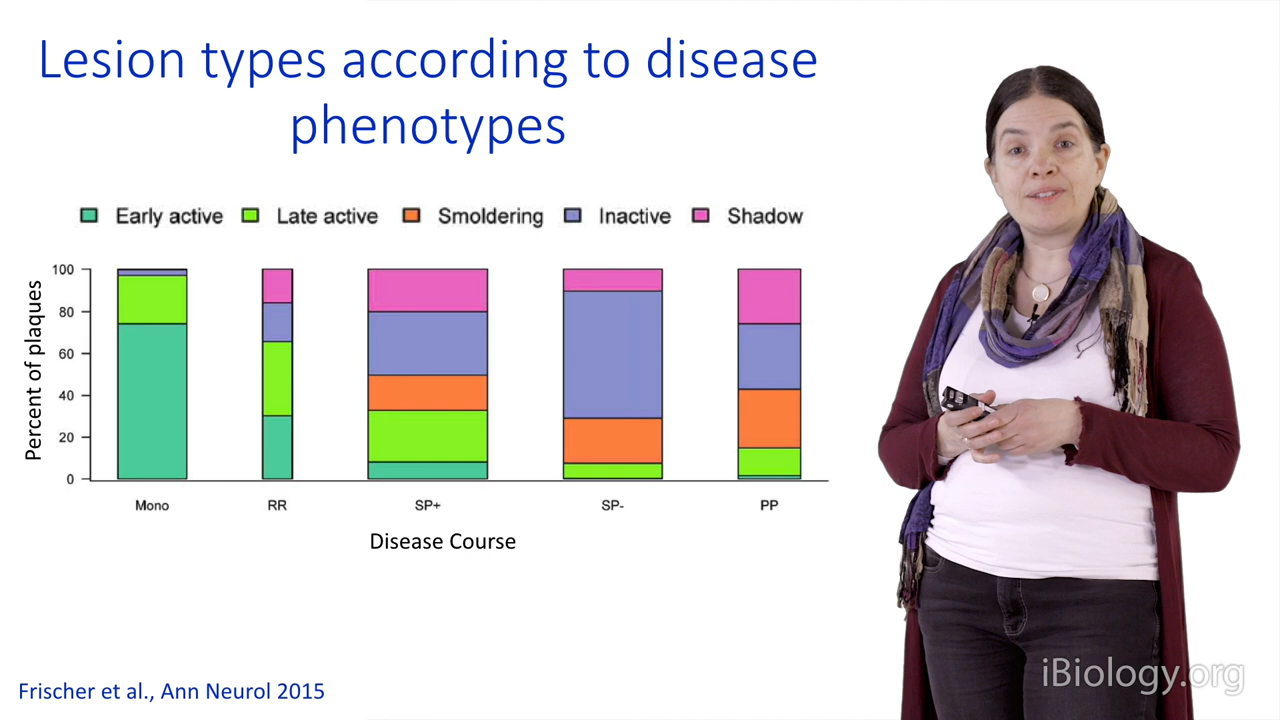 Lesion types according to disease
phenotypes
Early active Late active Smoldering Inactive Shadow
Percent of plaques
100
80
60
40
20
0
Mono RR SP+ SP- PP
Disease Course
Frischer et al., Ann Neurol 2015
iBiology.org